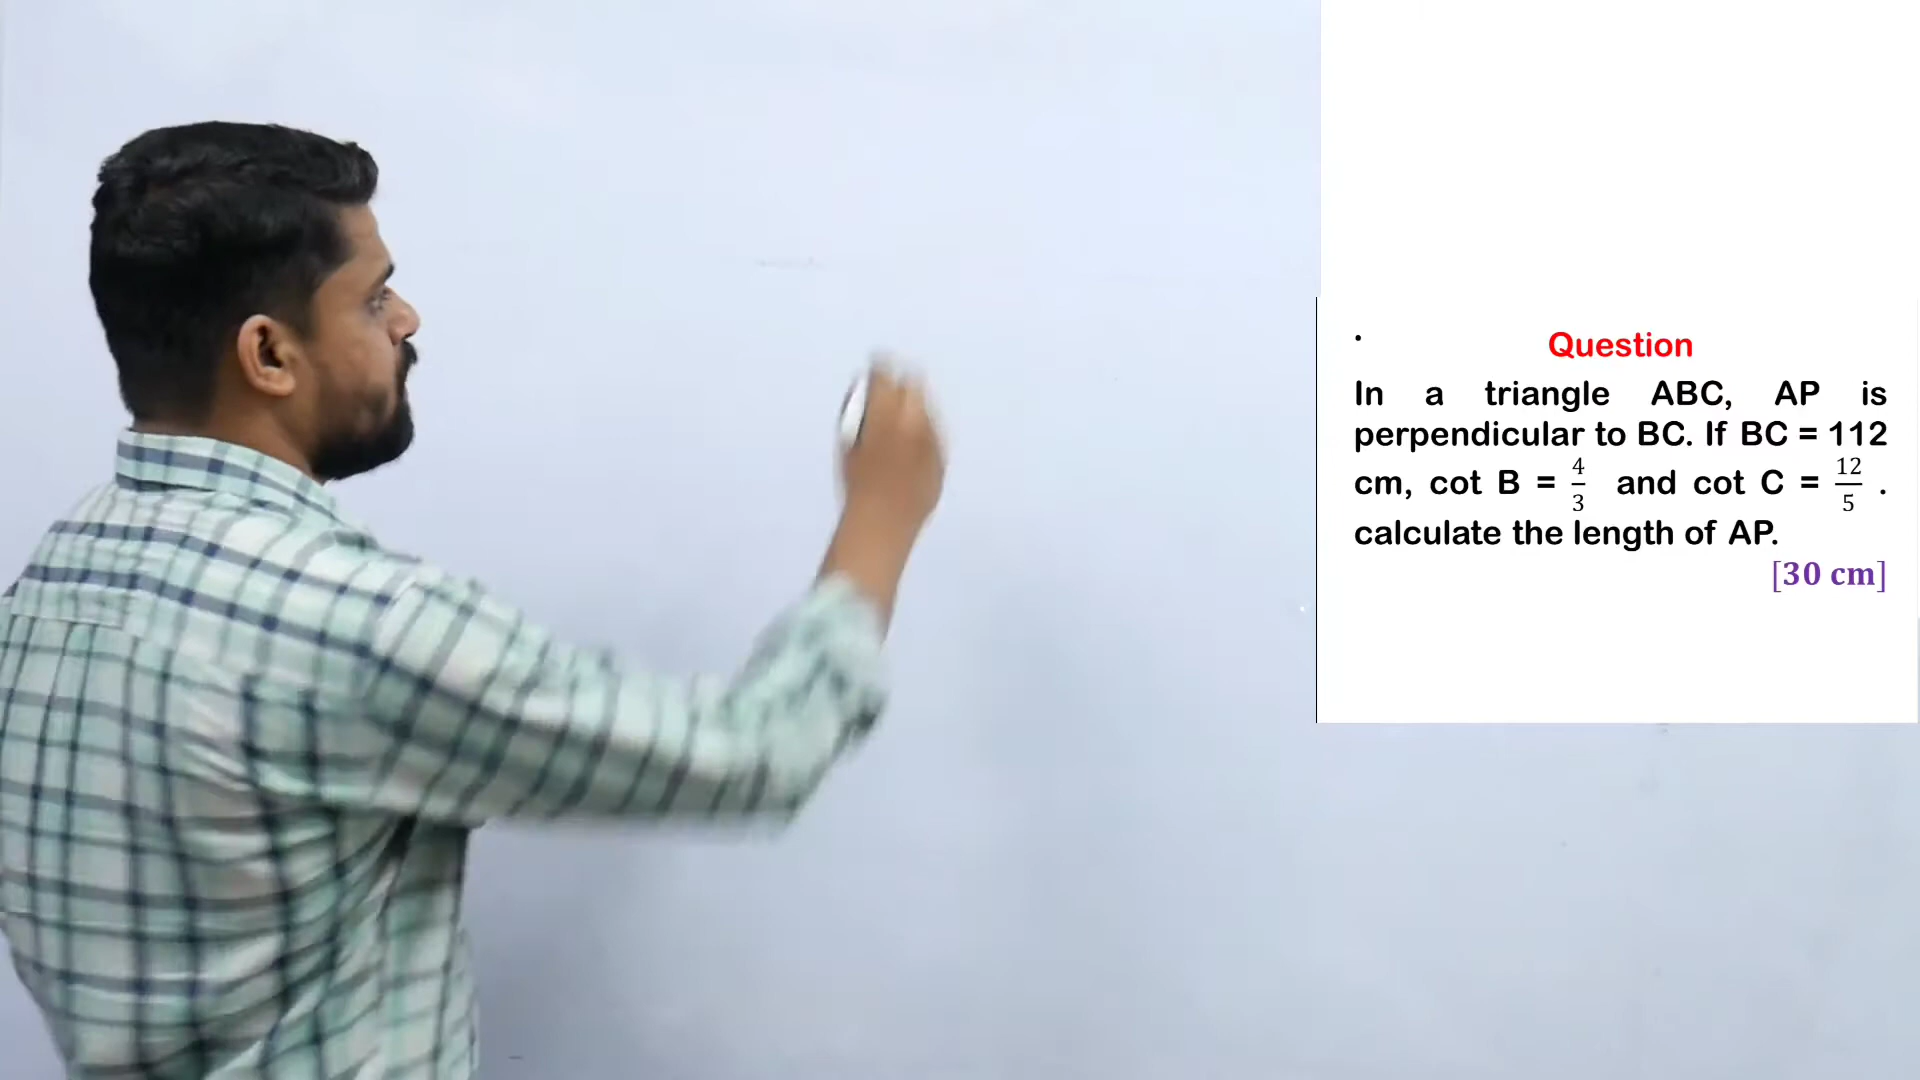 Question
In a triangle ABC, AP is
perpendicular to BC. If BC = 112
cm, cot B = 4/3 and cot C = 12/5 .
calculate the length of AP.
[30 cm]